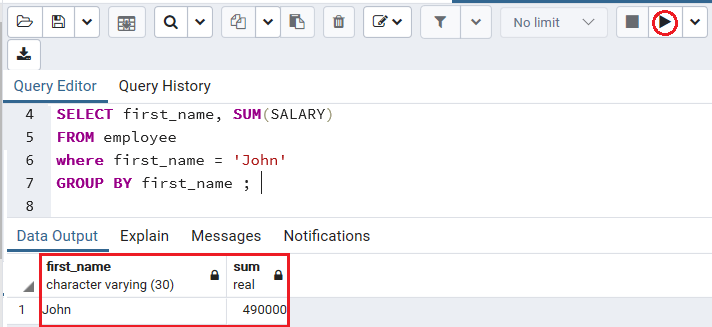 No limit
Query Editor Query History
4 SELECT first_name, SUM(SALARY)
5 FROM employee
6 where first_name = 'John'
7 GROUP BY first_name ;
8
Data Output Explain Messages Notifications
first_name sum
character varying (30) real
1 John 490000